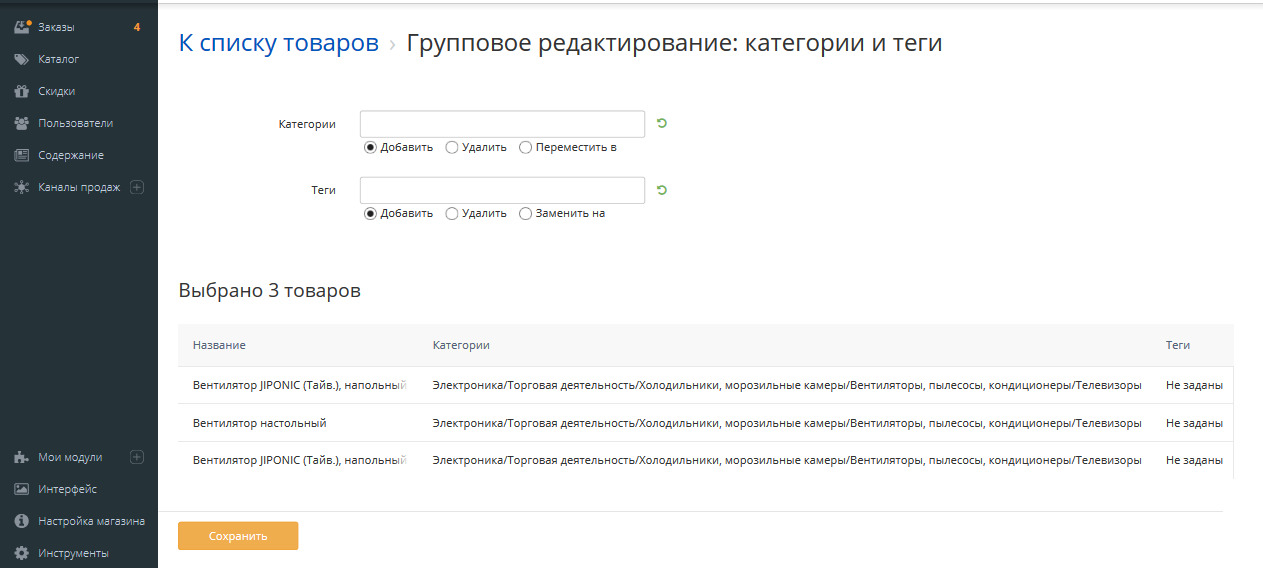 Заказы 4
Каталог
Скидки
Пользователи
Содержание
Каналы продаж
Мои модули
Интерфейс
Настройка магазина
Инструменты
К списку товаров › Групповое редактирование: категории и теги
Категории
Добавить Удалить Переместить в
Теги
Добавить Удалить Заменить на
Выбрано 3 товаров
Название Категории Теги
Вентилятор JIPONIC (Тайв.), напольный Электроника/Торговая деятельность/Холодильники, морозильные камеры/Вентиляторы, пылесосы, кондиционеры/Телевизоры Не заданы
Вентилятор настольный Электроника/Торговая деятельность/Холодильники, морозильные камеры/Вентиляторы, пылесосы, кондиционеры/Телевизоры Не заданы
Вентилятор JIPONIC (Тайв.), напольный Электроника/Торговая деятельность/Холодильники, морозильные камеры/Вентиляторы, пылесосы, кондиционеры/Телевизоры Не заданы
Сохранить